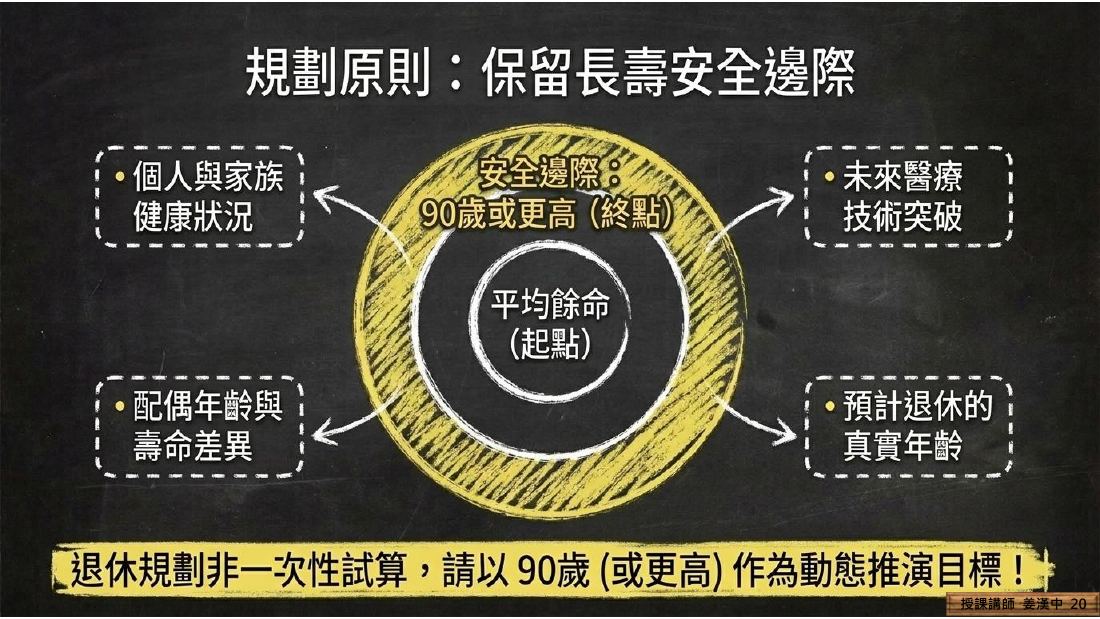 規劃原則：保留長壽安全邊際
• 個人與家族
健康狀況
安全邊際：
90歲或更高 (終點)
• 未來醫療
技術突破
平均餘命
(起點)
• 配偶年齡與
壽命差異
• 預計退休的
真實年齡
退休規劃非一次性試算，請以 90歲 (或更高) 作為動態推演目標！
授課講師 姜漢中 20